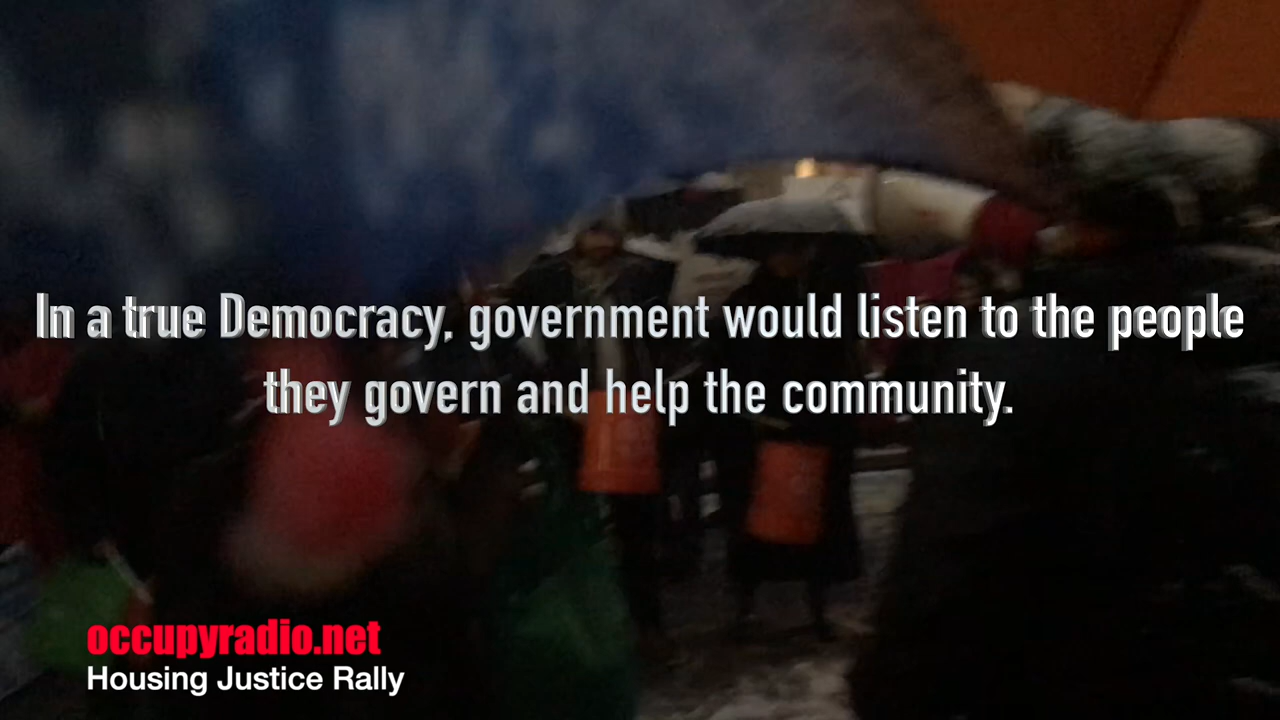 In a true Democracy, government would listen to the people
they govern and help the community.
occupyradio.net
Housing Justice Rally